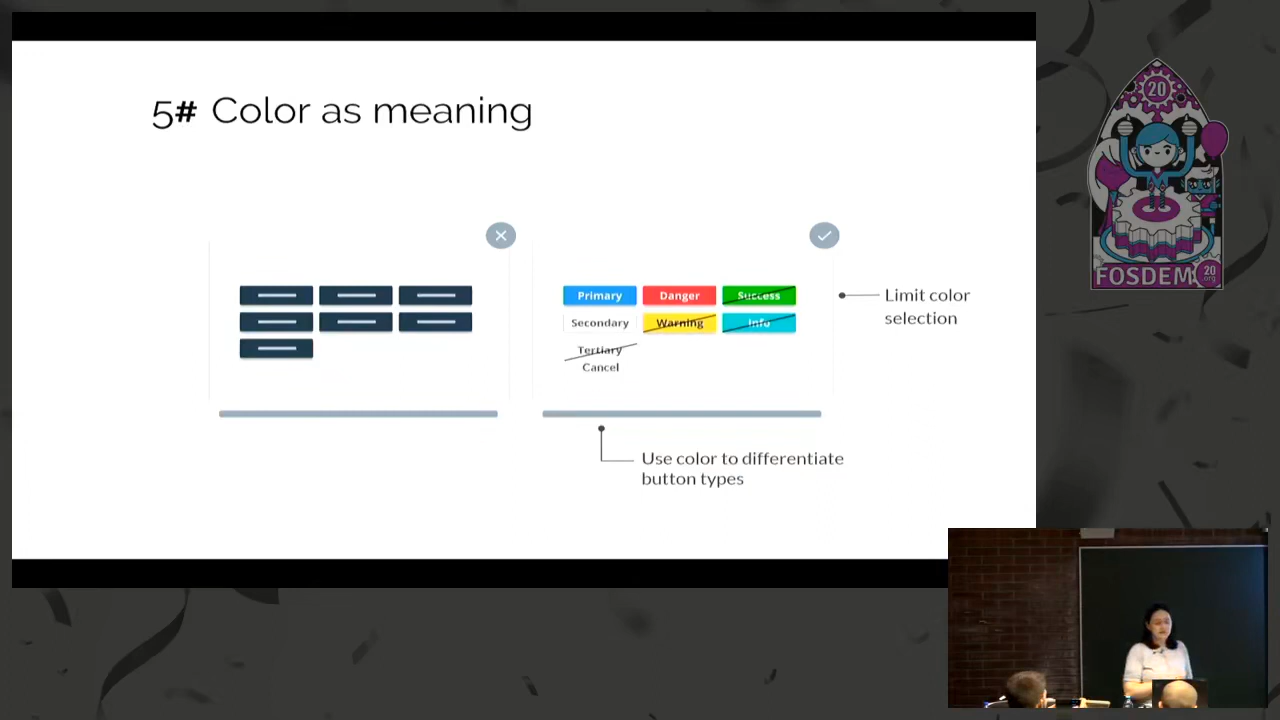 5# Color as meaning
Primary Danger Success
Secondary Warning Info
Tertiary
Cancel
Limit color
selection
Use color to differentiate
button types
20
FOSDEM 20
.org